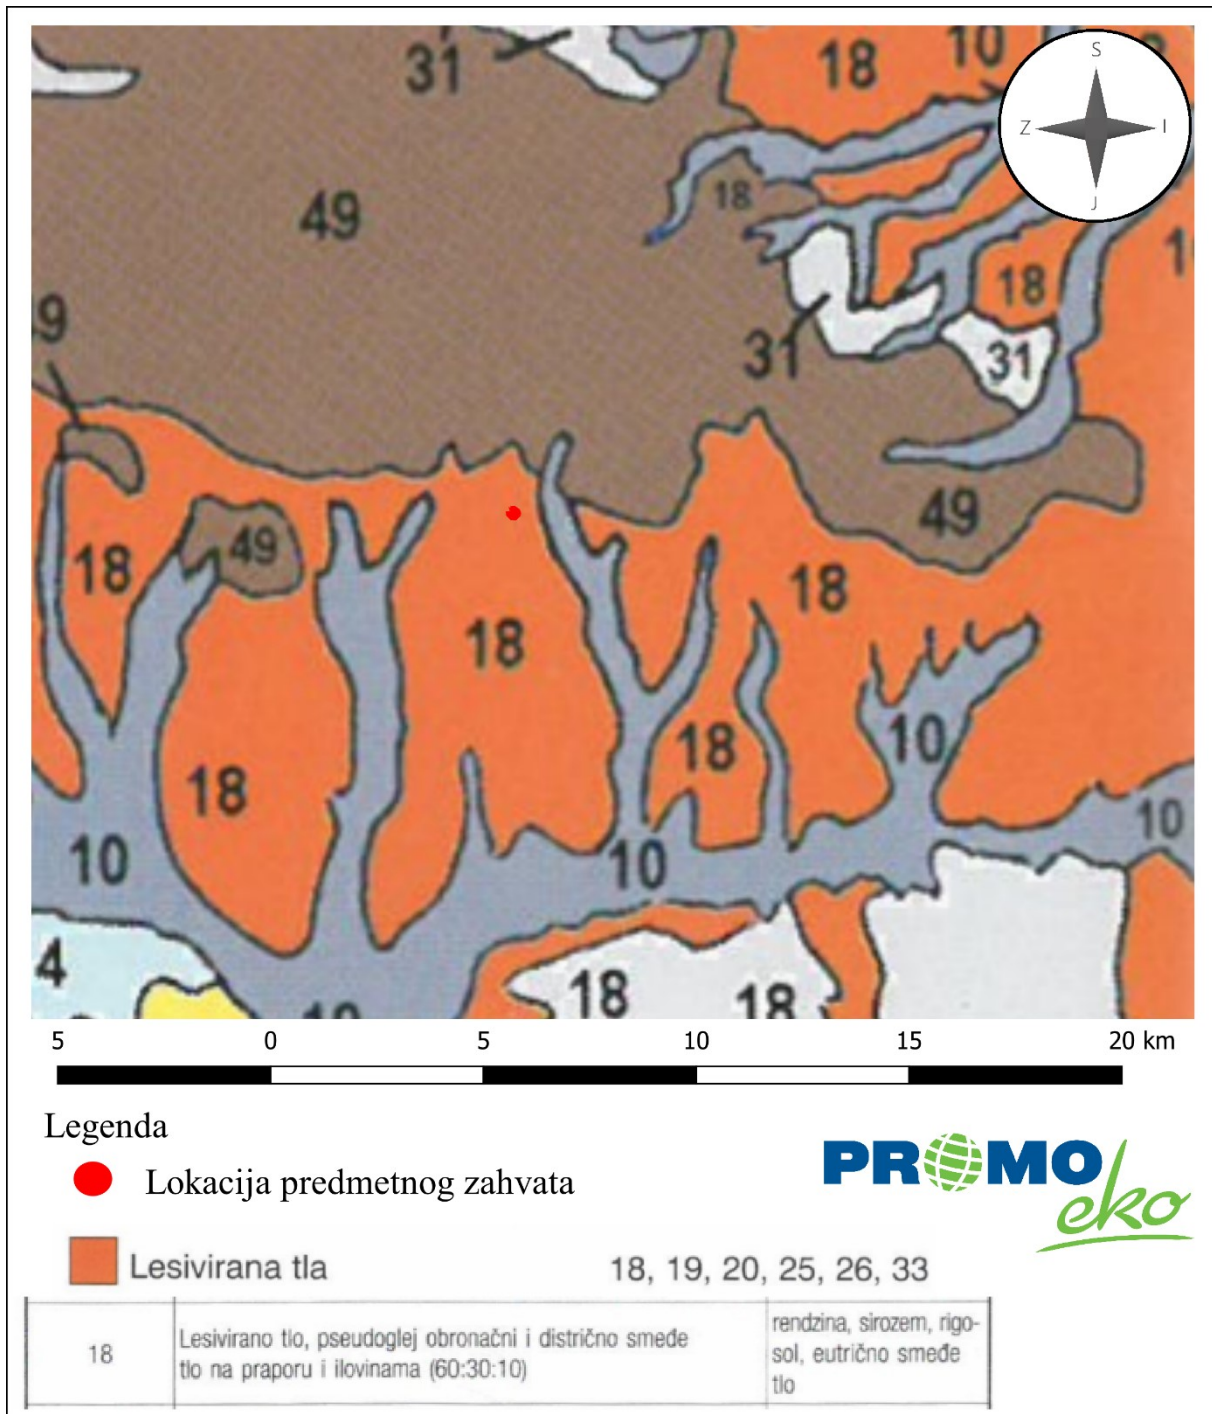 31
18
10
S
Z
I
J
49
18
18
31
31
9
49
49
18
18
18
18
18
10
10
10
10
4
18
18
5
0
5
10
15
20 km
Legenda
Lokacija predmetnog zahvata
PROMO
eko
Lesivirana tla 18, 19, 20, 25, 26, 33
18
Lesivirano tlo, pseudoglej obronačni i distrično smeđe
tlo na praporu i ilovinama (60:30:10)
rendzina, sirozem, rigo-
sol, eutrično smeđe
tlo